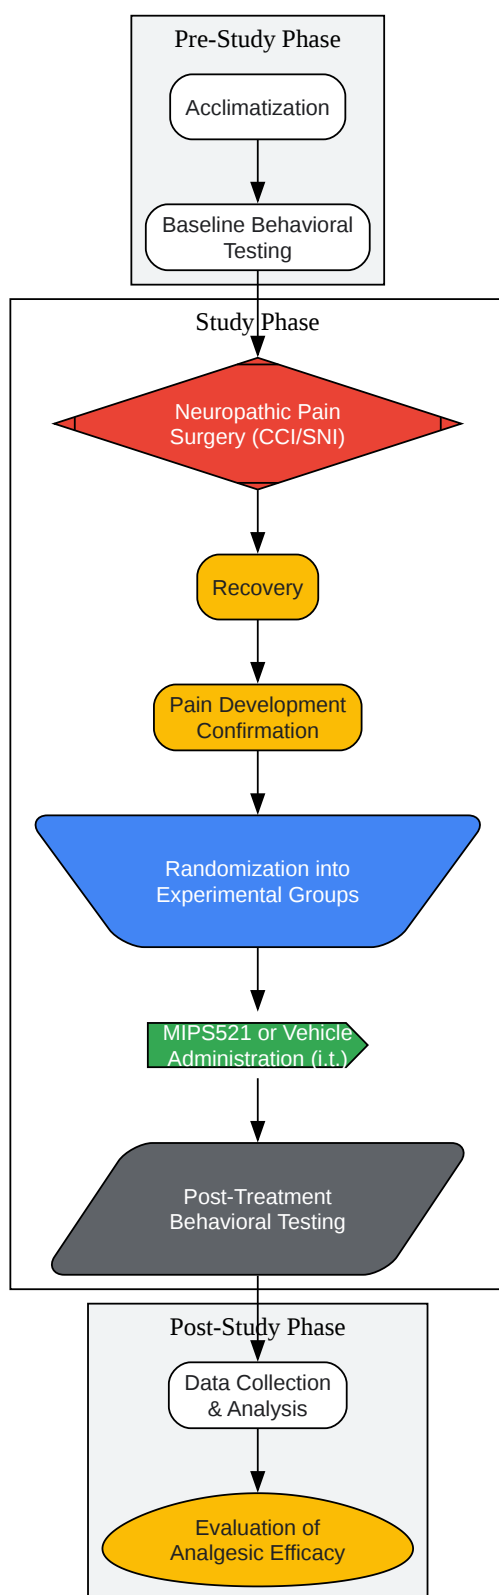 Pre-Study Phase
Acclimatization
Baseline Behavioral
Testing
Study Phase
Neuropathic Pain
Surgery (CCI/SNI)
Recovery
Pain Development
Confirmation
Randomization into
Experimental Groups
MIPS521 or Vehicle
Administration (i.t.)
Post-Treatment
Behavioral Testing
Post-Study Phase
Data Collection
& Analysis
Evaluation of
Analgesic Efficacy